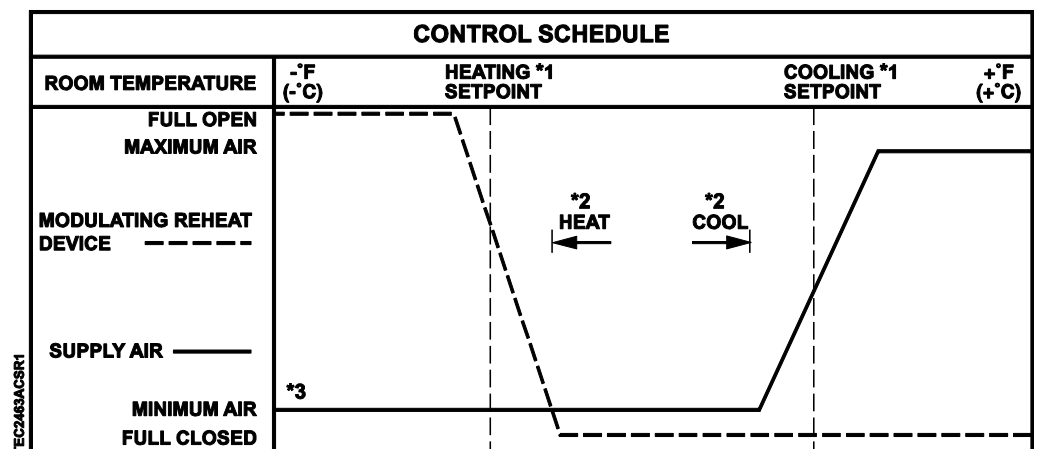 CONTROL SCHEDULE
ROOM TEMPERATURE
-°F
(-°C)
HEATING *1
SETPOINT
COOLING *1
SETPOINT
+°F
(+°C)
FULL OPEN
MAXIMUM AIR
MODULATING REHEAT
DEVICE
*2
HEAT
*2
COOL
SUPPLY AIR
*3
MINIMUM AIR
FULL CLOSED
TEC2463ACSR1